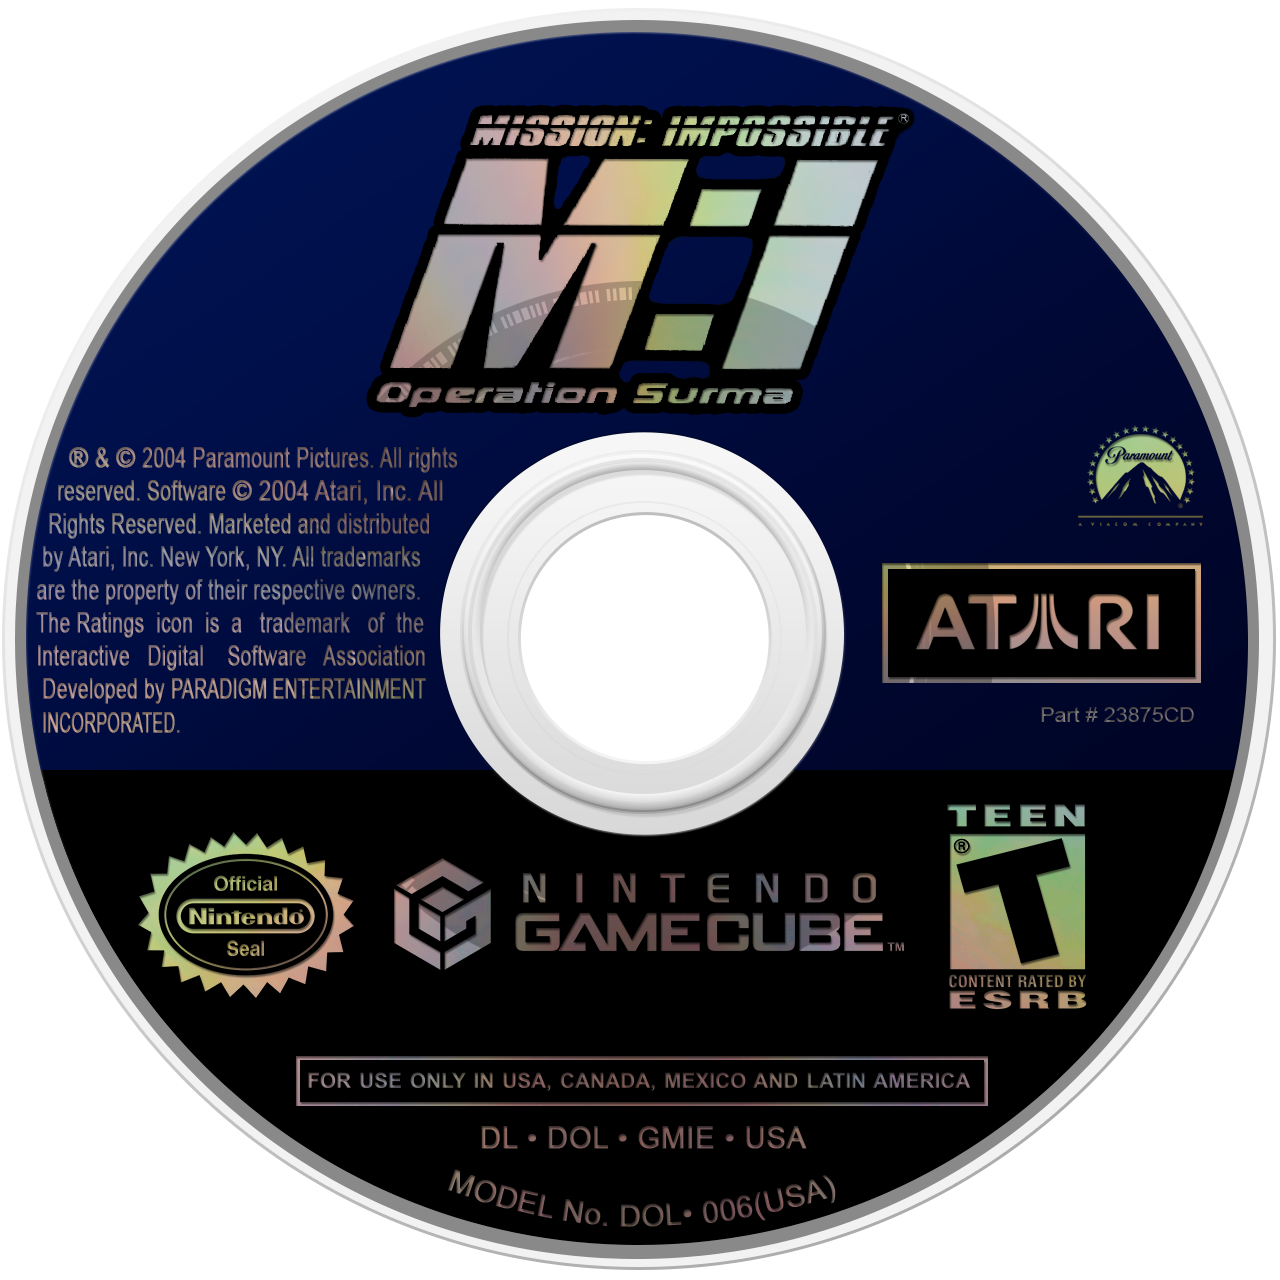 MISSION: IMPOSSIBLE®
M:I
Operation Surma
® & © 2004 Paramount Pictures. All rights
reserved. Software © 2004 Atari, Inc. All
Rights Reserved. Marketed and distributed
by Atari, Inc. New York, NY. All trademarks
are the property of their respective owners.
The Ratings icon is a trademark of the
Interactive Digital Software Association
Developed by PARADIGM ENTERTAINMENT
INCORPORATED.
Paramount®
A VIACOM COMPANY
ATARI
Part # 23875CD
Official
Nintendo®
Seal
NINTENDO
GAMECUBE™
TEEN
®
T
CONTENT RATED BY
ESRB
FOR USE ONLY IN USA, CANADA, MEXICO AND LATIN AMERICA
DL • DOL • GMIE • USA
MODEL No. DOL• 006(USA)